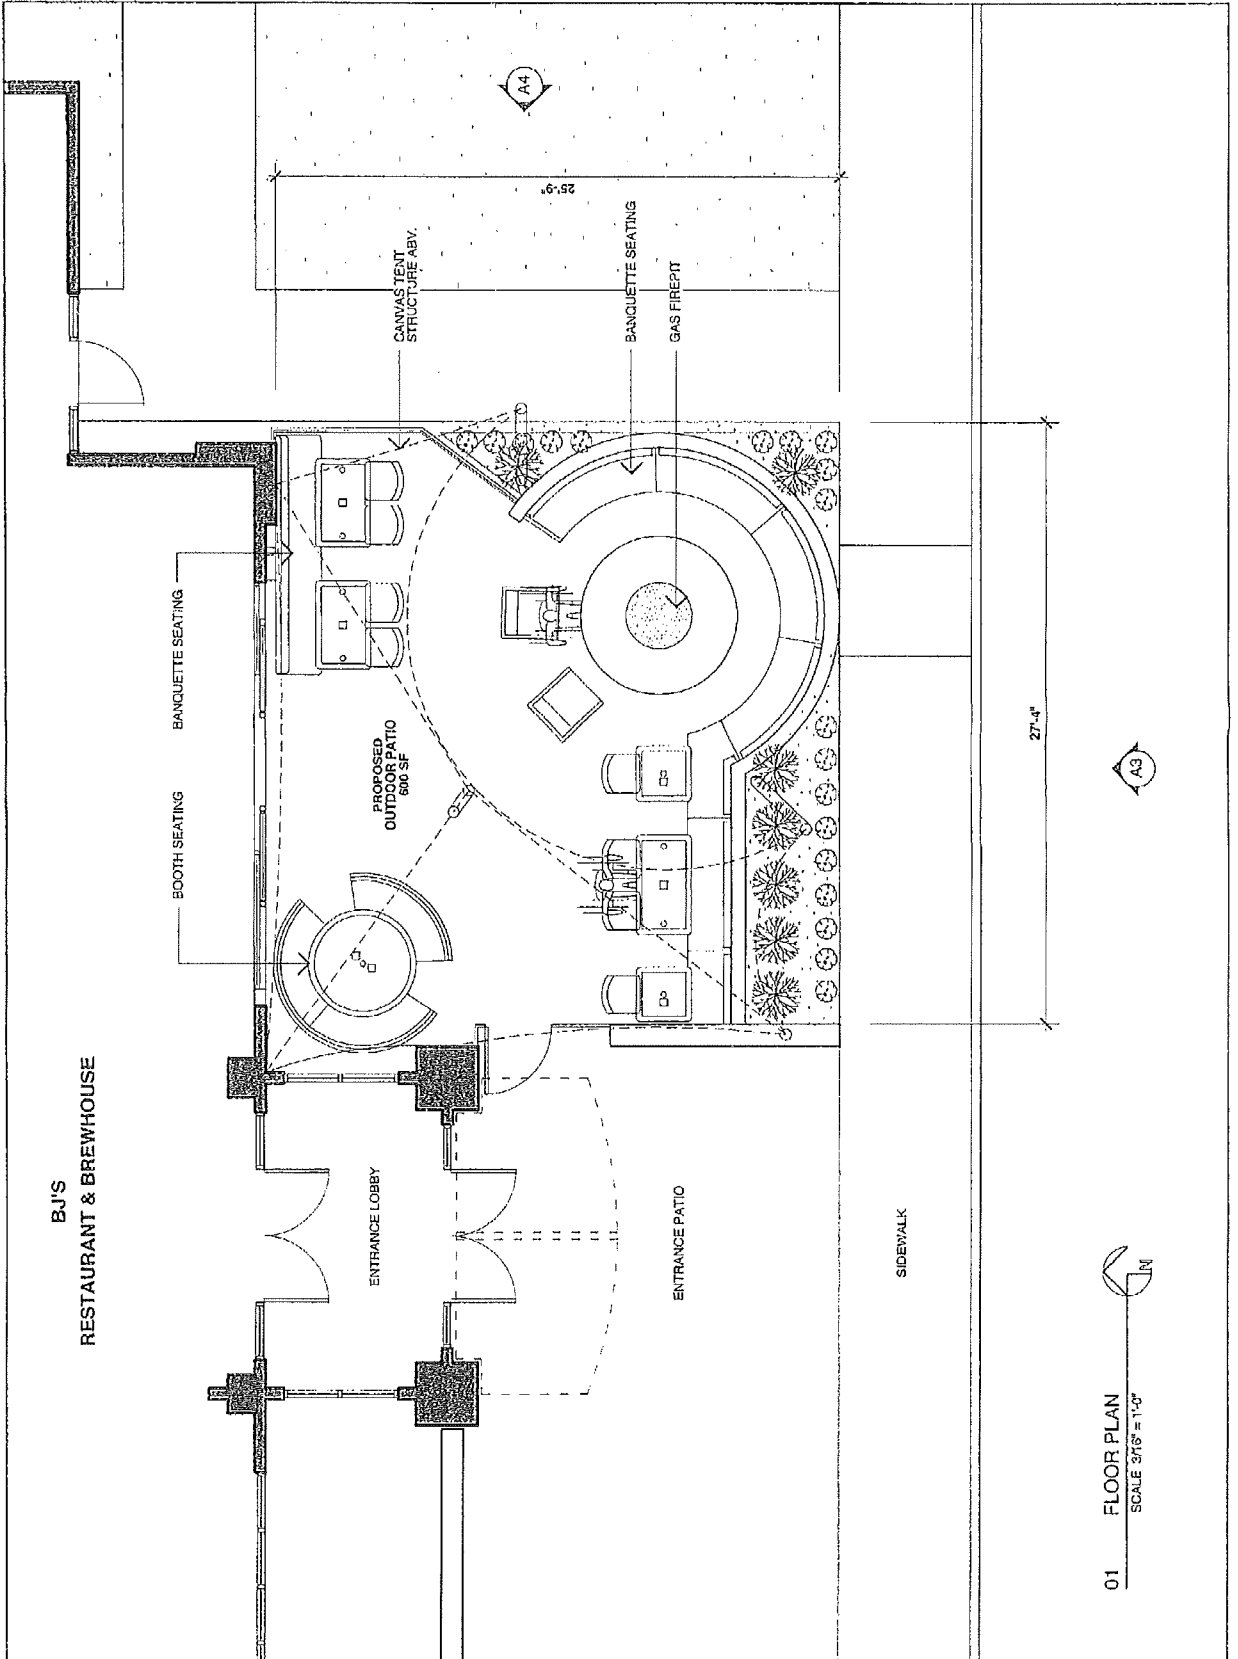 BJ'S
RESTAURANT & BREWHOUSE
BOOTH SEATING
BANQUETTE SEATING
CANVAS TENT
STRUCTURE ABV.
BANQUETTE SEATING
GAS FIREPIT
25'-9"
A4
PROPOSED
OUTDOOR PATIO
600 SF
ENTRANCE LOBBY
ENTRANCE PATIO
SIDEWALK
27'-4"
A3
01 FLOOR PLAN
SCALE 3/16" = 1'-0"
N